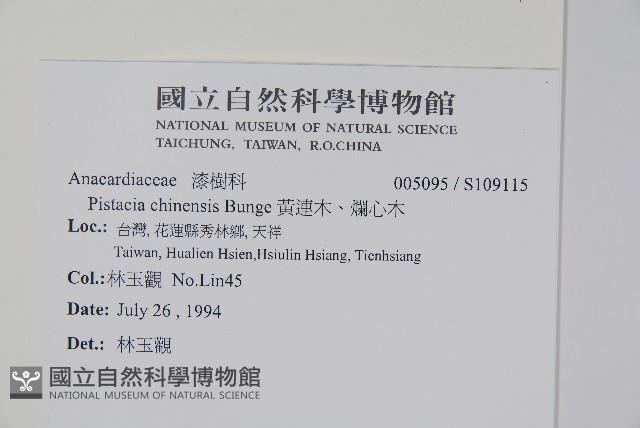 國立自然科學博物館
NATIONAL MUSEUM OF NATURAL SCIENCE
TAICHUNG, TAIWAN, R.O.CHINA
Anacardiaceae 漆樹科 005095 / S109115
Pistacia chinensis Bunge 黃連木、爛心木
Loc.: 台灣, 花蓮縣秀林鄉, 天祥
Taiwan, Hualien Hsien,Hsiulin Hsiang, Tienhsiang
Col.: 林玉觀 No.Lin45
Date: July 26 , 1994
Det.: 林玉觀
國立自然科學博物館
NATIONAL MUSEUM OF NATURAL SCIENCE